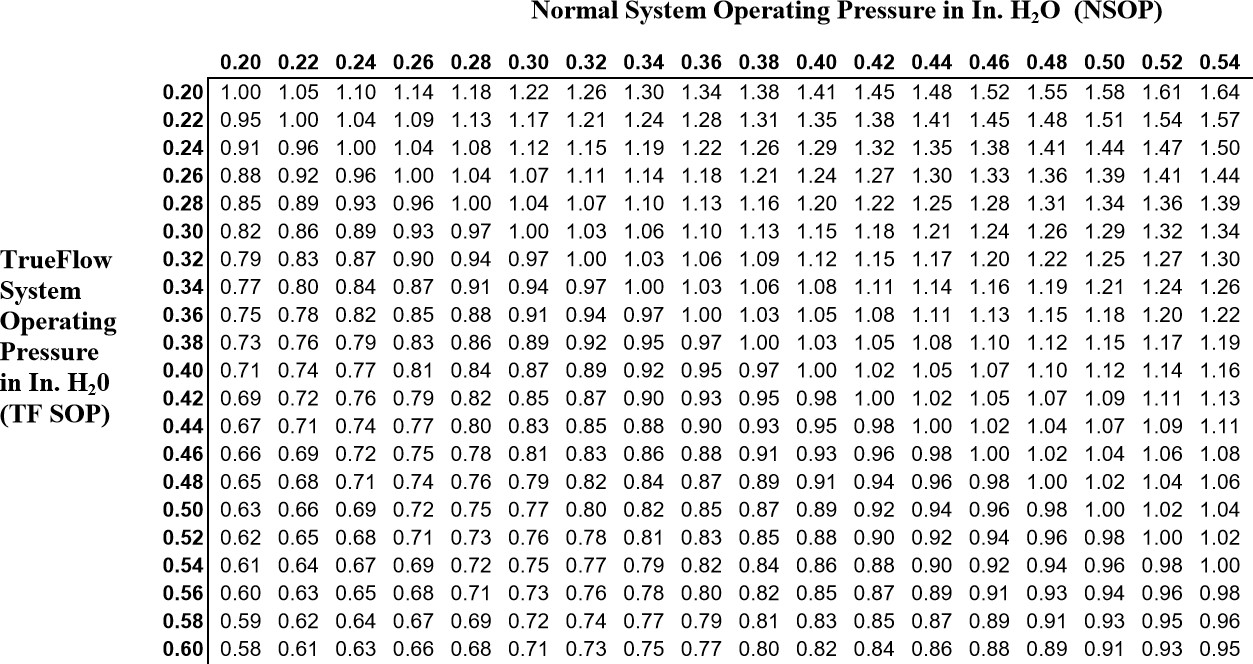 Normal System Operating Pressure in In. H₂O (NSOP)
0.20 0.22 0.24 0.26 0.28 0.30 0.32 0.34 0.36 0.38 0.40 0.42 0.44 0.46 0.48 0.50 0.52 0.54
0.20 1.00 1.05 1.10 1.14 1.18 1.22 1.26 1.30 1.34 1.38 1.41 1.45 1.48 1.52 1.55 1.58 1.61 1.64
0.22 0.95 1.00 1.04 1.09 1.13 1.17 1.21 1.24 1.28 1.31 1.35 1.38 1.41 1.45 1.48 1.51 1.54 1.57
0.24 0.91 0.96 1.00 1.04 1.08 1.12 1.15 1.19 1.22 1.26 1.29 1.32 1.35 1.38 1.41 1.44 1.47 1.50
0.26 0.88 0.92 0.96 1.00 1.04 1.07 1.11 1.14 1.18 1.21 1.24 1.27 1.30 1.33 1.36 1.39 1.41 1.44
0.28 0.85 0.89 0.93 0.96 1.00 1.04 1.07 1.10 1.13 1.16 1.20 1.22 1.25 1.28 1.31 1.34 1.36 1.39
0.30 0.82 0.86 0.89 0.93 0.97 1.00 1.03 1.06 1.10 1.13 1.15 1.18 1.21 1.24 1.26 1.29 1.32 1.34
TrueFlow 0.32 0.79 0.83 0.87 0.90 0.94 0.97 1.00 1.03 1.06 1.09 1.12 1.15 1.17 1.20 1.22 1.25 1.27 1.30
System 0.34 0.77 0.80 0.84 0.87 0.91 0.94 0.97 1.00 1.03 1.06 1.08 1.11 1.14 1.16 1.19 1.21 1.24 1.26
Operating 0.36 0.75 0.78 0.82 0.85 0.88 0.91 0.94 0.97 1.00 1.03 1.05 1.08 1.11 1.13 1.15 1.18 1.20 1.22
Pressure 0.38 0.73 0.76 0.79 0.83 0.86 0.89 0.92 0.95 0.97 1.00 1.03 1.05 1.08 1.10 1.12 1.15 1.17 1.19
in In. H₂0 0.40 0.71 0.74 0.77 0.81 0.84 0.87 0.89 0.92 0.95 0.97 1.00 1.02 1.05 1.07 1.10 1.12 1.14 1.16
(TF SOP) 0.42 0.69 0.72 0.76 0.79 0.82 0.85 0.87 0.90 0.93 0.95 0.98 1.00 1.02 1.05 1.07 1.09 1.11 1.13
0.44 0.67 0.71 0.74 0.77 0.80 0.83 0.85 0.88 0.90 0.93 0.95 0.98 1.00 1.02 1.04 1.07 1.09 1.11
0.46 0.66 0.69 0.72 0.75 0.78 0.81 0.83 0.86 0.88 0.91 0.93 0.96 0.98 1.00 1.02 1.04 1.06 1.08
0.48 0.65 0.68 0.71 0.74 0.76 0.79 0.82 0.84 0.87 0.89 0.91 0.94 0.96 0.98 1.00 1.02 1.04 1.06
0.50 0.63 0.66 0.69 0.72 0.75 0.77 0.80 0.82 0.85 0.87 0.89 0.92 0.94 0.96 0.98 1.00 1.02 1.04
0.52 0.62 0.65 0.68 0.71 0.73 0.76 0.78 0.81 0.83 0.85 0.88 0.90 0.92 0.94 0.96 0.98 1.00 1.02
0.54 0.61 0.64 0.67 0.69 0.72 0.75 0.77 0.79 0.82 0.84 0.86 0.88 0.90 0.92 0.94 0.96 0.98 1.00
0.56 0.60 0.63 0.65 0.68 0.71 0.73 0.76 0.78 0.80 0.82 0.85 0.87 0.89 0.91 0.93 0.94 0.96 0.98
0.58 0.59 0.62 0.64 0.67 0.69 0.72 0.74 0.77 0.79 0.81 0.83 0.85 0.87 0.89 0.91 0.93 0.95 0.96
0.60 0.58 0.61 0.63 0.66 0.68 0.71 0.73 0.75 0.77 0.80 0.82 0.84 0.86 0.88 0.89 0.91 0.93 0.95